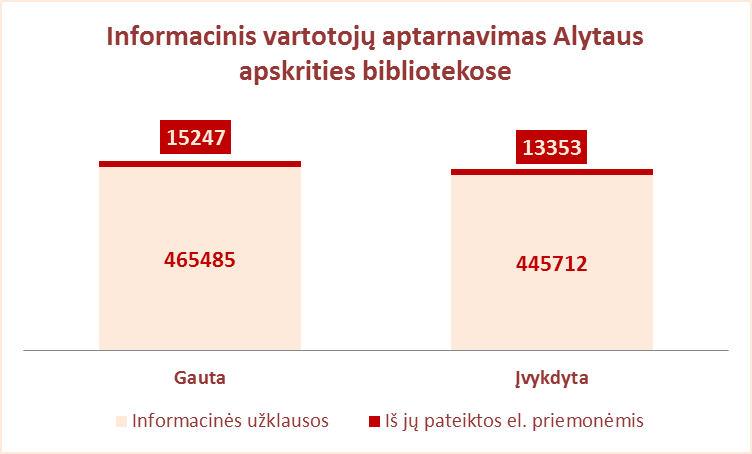 Informacinis vartotojų aptarnavimas Alytaus
apskrities bibliotekose
15247
13353
465485
445712
Gauta
Įvykdyta
Informacinės užklausos
Iš jų pateiktos el. priemonėmis